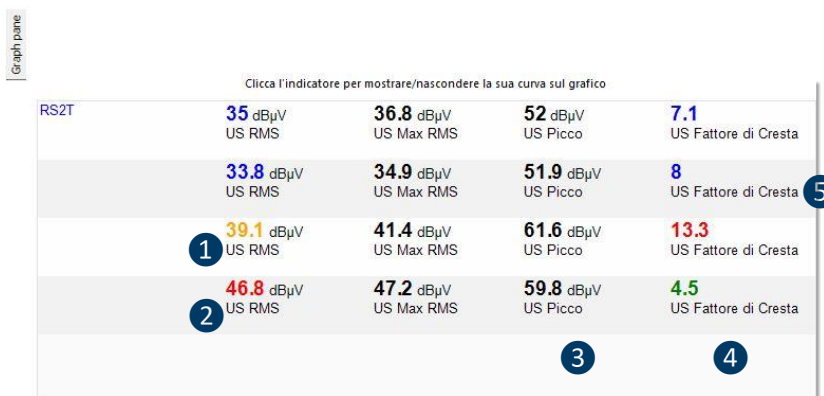 Graph pane
Clicca l'indicatore per mostrare/nascondere la sua curva sul grafico
RS2T 35 dBµV 36.8 dBµV 52 dBµV 7.1
US RMS US Max RMS US Picco US Fattore di Cresta
33.8 dBµV 34.9 dBµV 51.9 dBµV 8
US RMS US Max RMS US Picco US Fattore di Cresta 5
39.1 dBµV 41.4 dBµV 61.6 dBµV 13.3
1 US RMS US Max RMS US Picco US Fattore di Cresta
46.8 dBµV 47.2 dBµV 59.8 dBµV 4.5
2 US RMS US Max RMS US Picco US Fattore di Cresta
3 4